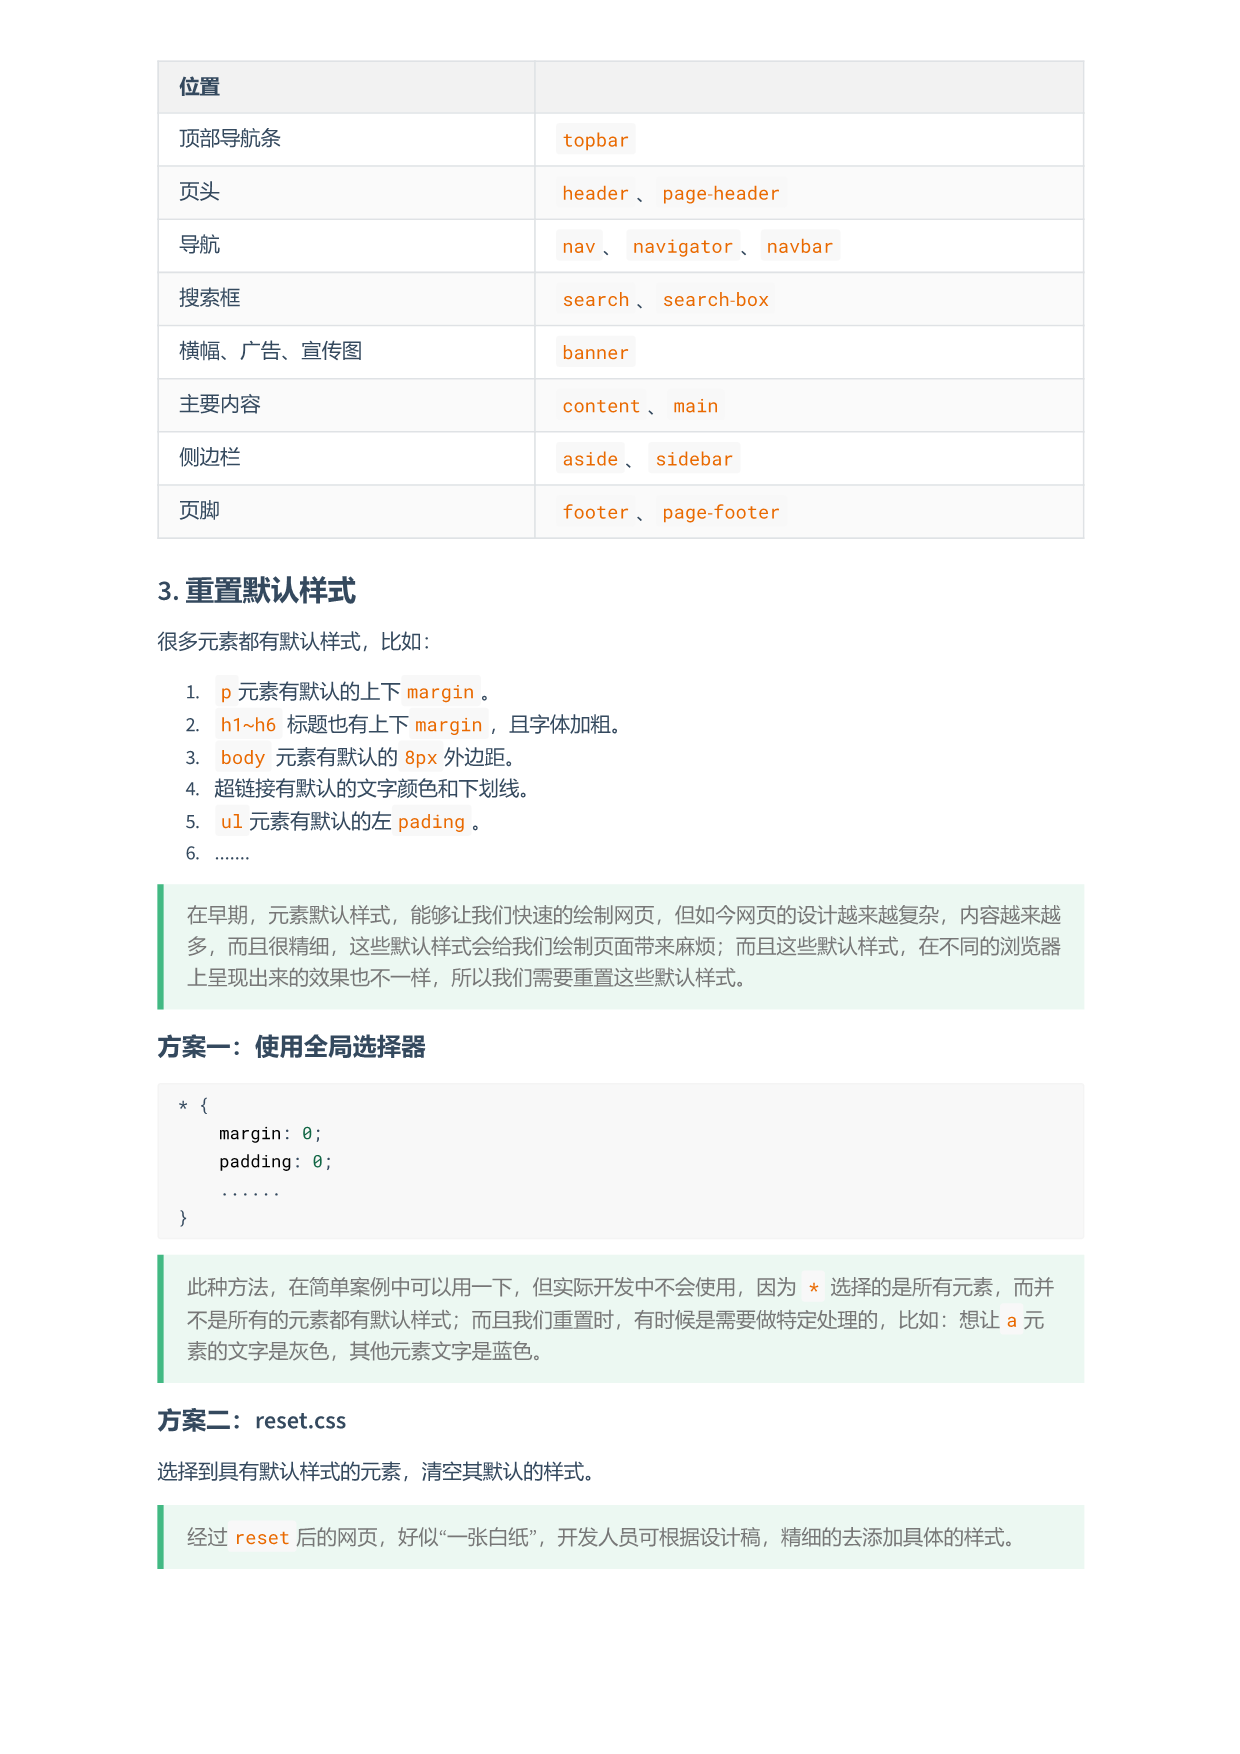 位置
顶部导航条 topbar
页头 header 、 page-header
导航 nav 、 navigator 、 navbar
搜索框 search 、 search-box
横幅、广告、宣传图 banner
主要内容 content 、 main
侧边栏 aside 、 sidebar
页脚 footer 、 page-footer
3. 重置默认样式
很多元素都有默认样式，比如：
1. p 元素有默认的上下 margin 。
2. h1~h6 标题也有上下 margin ，且字体加粗。
3. body 元素有默认的 8px 外边距。
4. 超链接有默认的文字颜色和下划线。
5. ul 元素有默认的左 pading 。
6. .......
在早期，元素默认样式，能够让我们快速的绘制网页，但如今网页的设计越来越复杂，内容越来越
多，而且很精细，这些默认样式会给我们绘制页面带来麻烦；而且这些默认样式，在不同的浏览器
上呈现出来的效果也不一样，所以我们需要重置这些默认样式。
方案一：使用全局选择器
* {
margin: 0;
padding: 0;
......
}
此种方法，在简单案例中可以用一下，但实际开发中不会使用，因为 * 选择的是所有元素，而并
不是所有的元素都有默认样式；而且我们重置时，有时候是需要做特定处理的，比如：想让 a 元
素的文字是灰色，其他元素文字是蓝色。
方案二：reset.css
选择到具有默认样式的元素，清空其默认的样式。
经过 reset 后的网页，好似“一张白纸”，开发人员可根据设计稿，精细的去添加具体的样式。